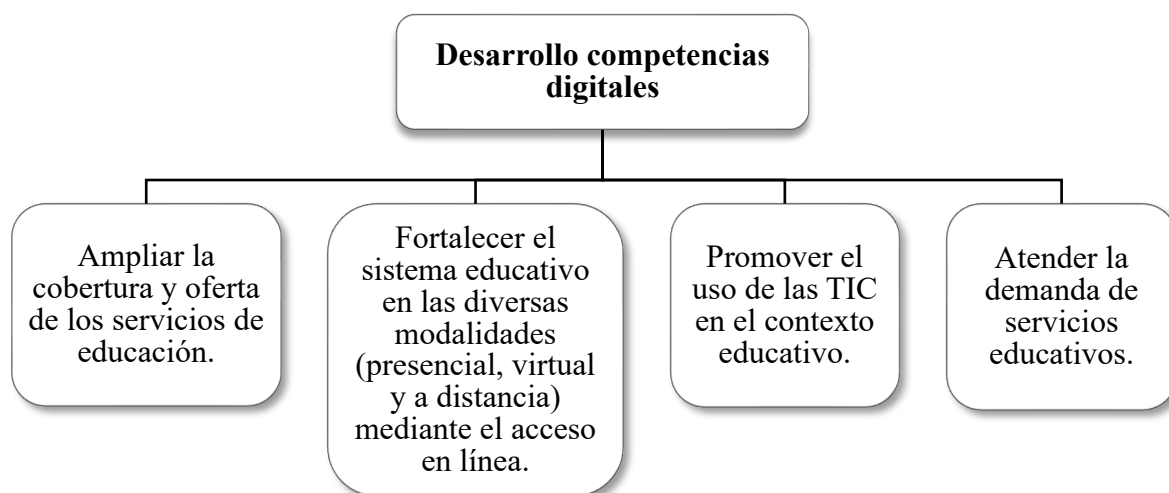 Desarrollo competencias
digitales
Ampliar la
cobertura y oferta
de los servicios de
educación.
Fortalecer el
sistema educativo
en las diversas
modalidades
(presencial, virtual
y a distancia)
mediante el acceso
en línea.
Promover el
uso de las TIC
en el contexto
educativo.
Atender la
demanda de
servicios
educativos.